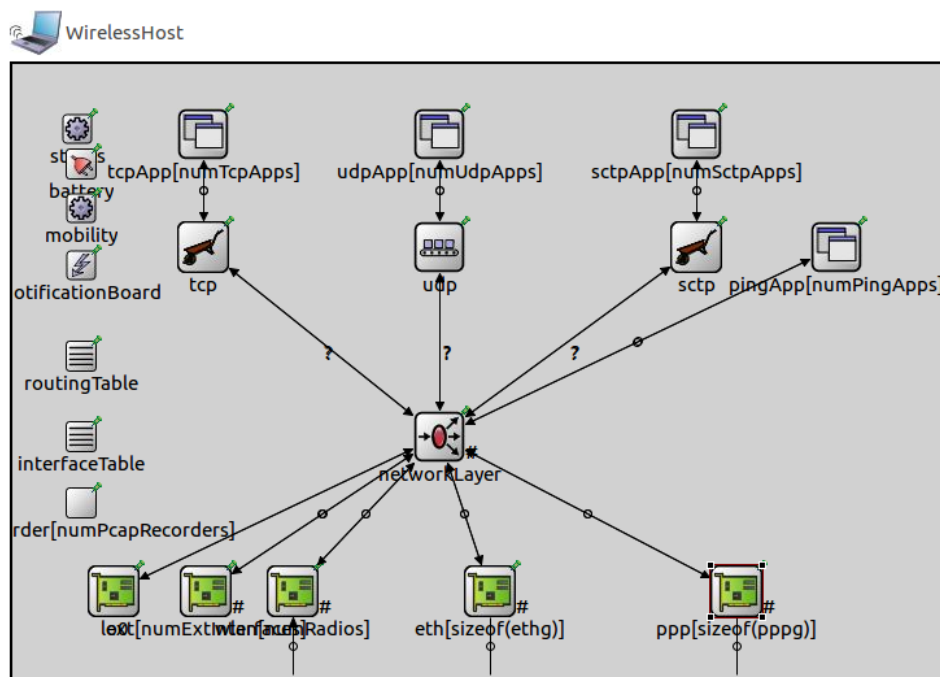 WirelessHost
tcpApp[numTcpApps]
udpApp[numUdpApps]
sctpApp[numSctpApps]
battery
mobility
tcp
udp
sctp
pingApp[numPingApps]
otificationBoard
?
?
?
routingTable
interfaceTable
#
networkLayer
rder[numPcapRecorders]
#
#
#
#
eth[sizeof(ethg)]
ppp[sizeof(pppg)]